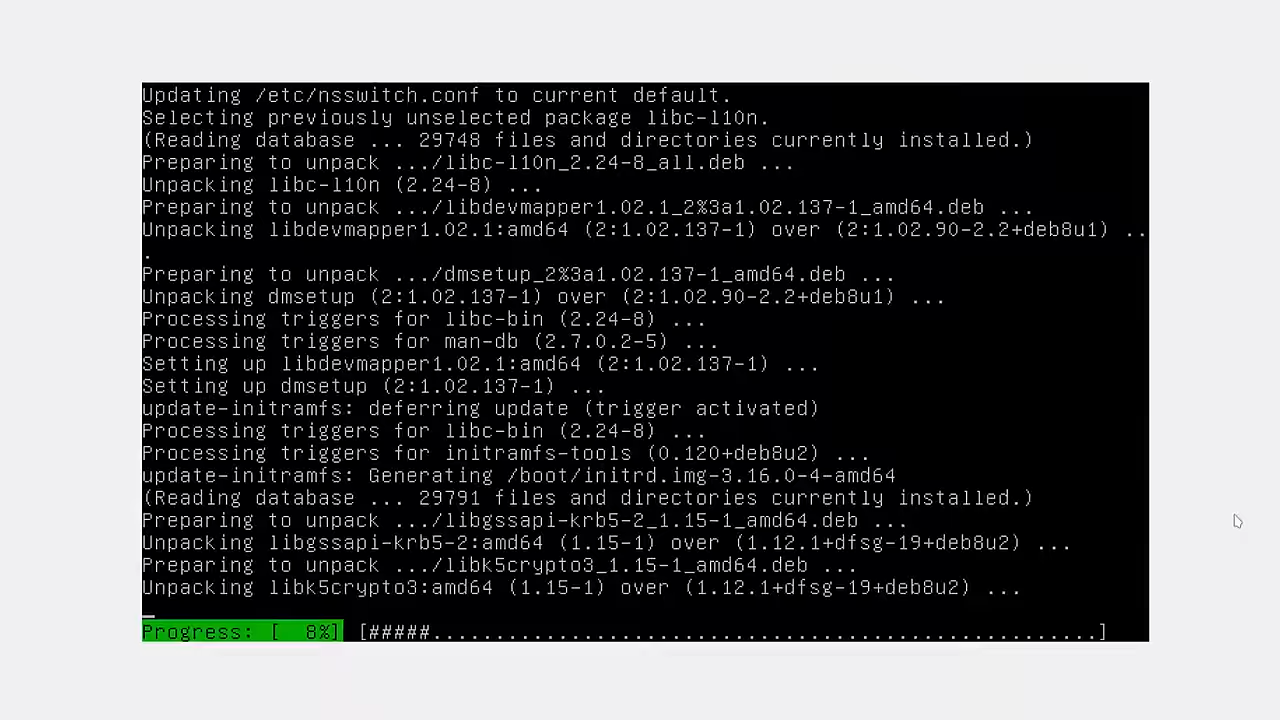 Updating /etc/nsswitch.conf to current default.
Selecting previously unselected package libc-l10n.
(Reading database ... 29748 files and directories currently installed.)
Preparing to unpack .../libc-l10n_2.24-8_all.deb ...
Unpacking libc-l10n (2.24-8) ...
Preparing to unpack .../libdevmapper1.02.1_2%3a1.02.137-1_amd64.deb ...
Unpacking libdevmapper1.02.1:amd64 (2:1.02.137-1) over (2:1.02.90-2.2+deb8u1) ..
.
Preparing to unpack .../dmsetup_2%3a1.02.137-1_amd64.deb ...
Unpacking dmsetup (2:1.02.137-1) over (2:1.02.90-2.2+deb8u1) ...
Processing triggers for libc-bin (2.24-8) ...
Processing triggers for man-db (2.7.0.2-5) ...
Setting up libdevmapper1.02.1:amd64 (2:1.02.137-1) ...
Setting up dmsetup (2:1.02.137-1) ...
update-initramfs: deferring update (trigger activated)
Processing triggers for libc-bin (2.24-8) ...
Processing triggers for initramfs-tools (0.120+deb8u2) ...
update-initramfs: Generating /boot/initrd.img-3.16.0-4-amd64
(Reading database ... 29791 files and directories currently installed.)
Preparing to unpack .../libgssapi-krb5-2_1.15-1_amd64.deb ...
Unpacking libgssapi-krb5-2:amd64 (1.15-1) over (1.12.1+dfsg-19+deb8u2) ...
Preparing to unpack .../libk5crypto3_1.15-1_amd64.deb ...
Unpacking libk5crypto3:amd64 (1.15-1) over (1.12.1+dfsg-19+deb8u2) ...
Progress: [  8%] [#####.....................................................]